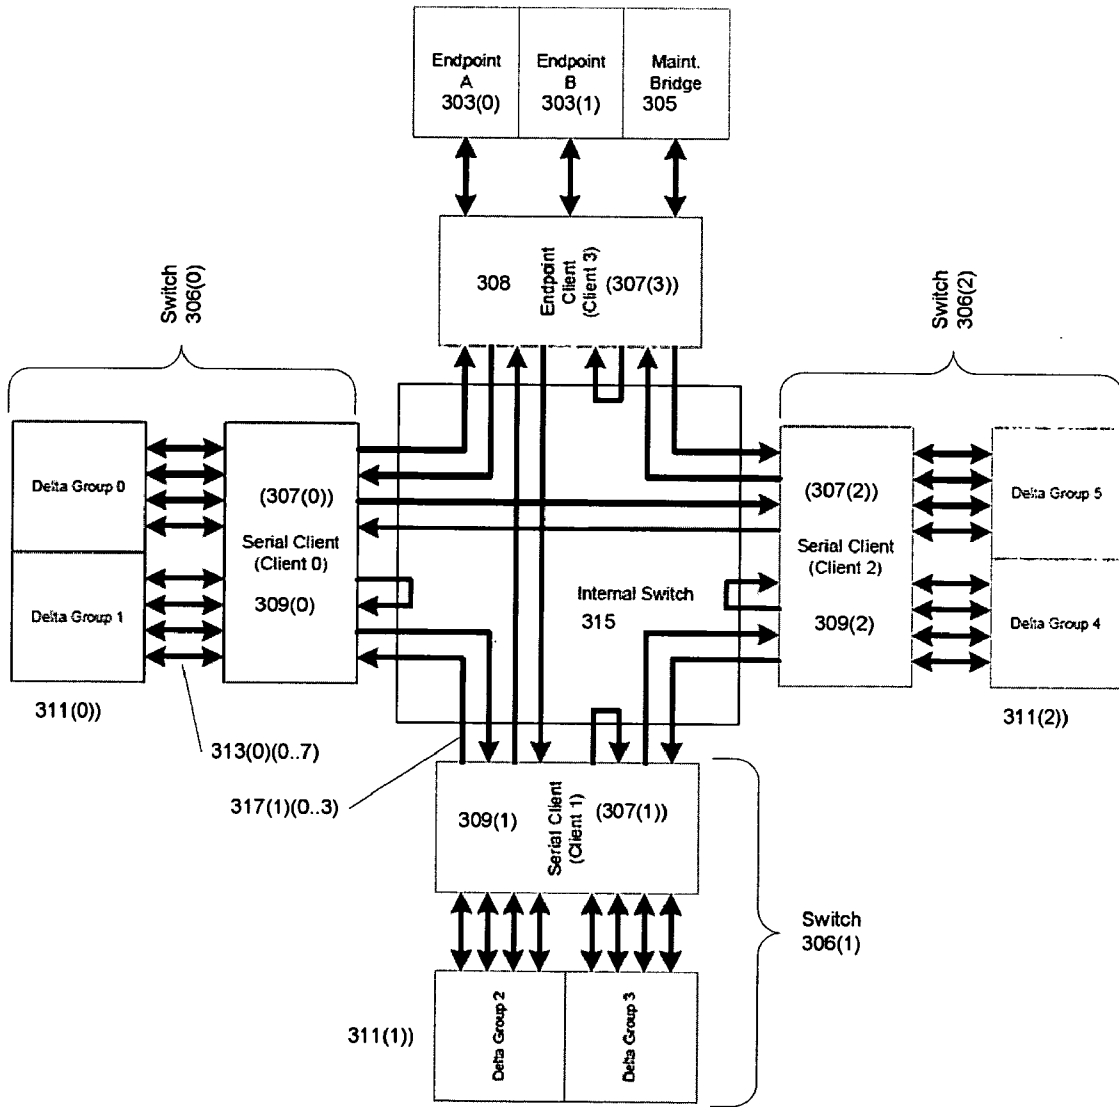 Endpoint
A
303(0)
Endpoint
B
303(1)
Maint.
Bridge
305
308
Endpoint
Client
(Client 3)
(307(3))
Switch
306(0)
Switch
306(2)
Delta Group 0
Delta Group 1
311(0))
(307(0))
Serial Client
(Client 0)
309(0)
Internal Switch
315
(307(2))
Serial Client
(Client 2)
309(2)
Delta Group 5
Delta Group 4
311(2))
313(0)(0..7)
317(1)(0..3)
309(1)
Serial Client
(Client 1)
(307(1))
Switch
306(1)
311(1))
Delta Group 2
Delta Group 3